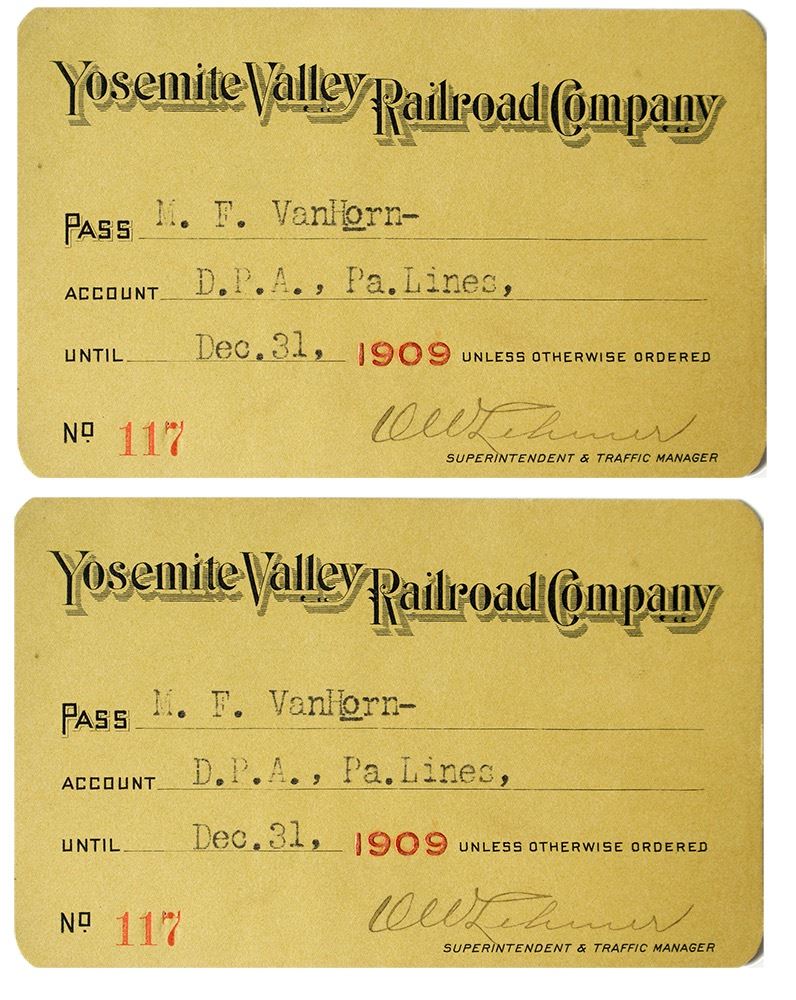 Yosemite Valley Railroad Company
PASS M. F. VanHorn-
ACCOUNT D.P.A., Pa.Lines,
UNTIL Dec.31, 1909 UNLESS OTHERWISE ORDERED
No 117 OWLehmer
SUPERINTENDENT & TRAFFIC MANAGER
Yosemite Valley Railroad Company
PASS M. F. VanHorn-
ACCOUNT D.P.A., Pa.Lines,
UNTIL Dec.31, 1909 UNLESS OTHERWISE ORDERED
No 117 OWLehmer
SUPERINTENDENT & TRAFFIC MANAGER